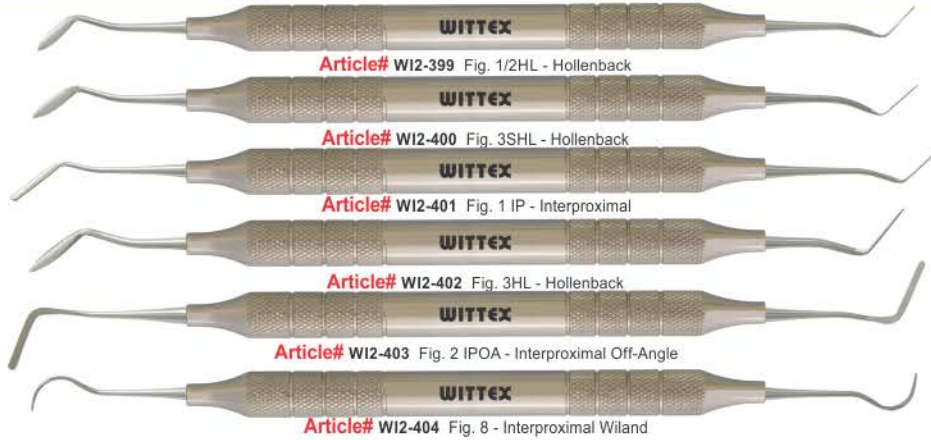 WITTEX
Article# WI2-399 Fig. 1/2HL - Hollenback
WITTEX
Article# WI2-400 Fig. 3SHL - Hollenback
WITTEX
Article# WI2-401 Fig. 1 IP - Interproximal
WITTEX
Article# WI2-402 Fig. 3HL - Hollenback
WITTEX
Article# WI2-403 Fig. 2 IPOA - Interproximal Off-Angle
WITTEX
Article# WI2-404 Fig. 8 - Interproximal Wiland